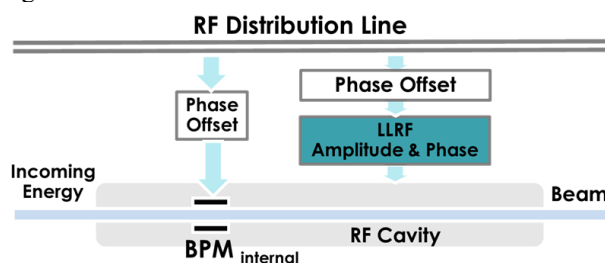 RF Distribution Line
Phase Offset
Phase
Offset
LLRF
Amplitude & Phase
Incoming
Energy
Beam
RF Cavity
BPM internal